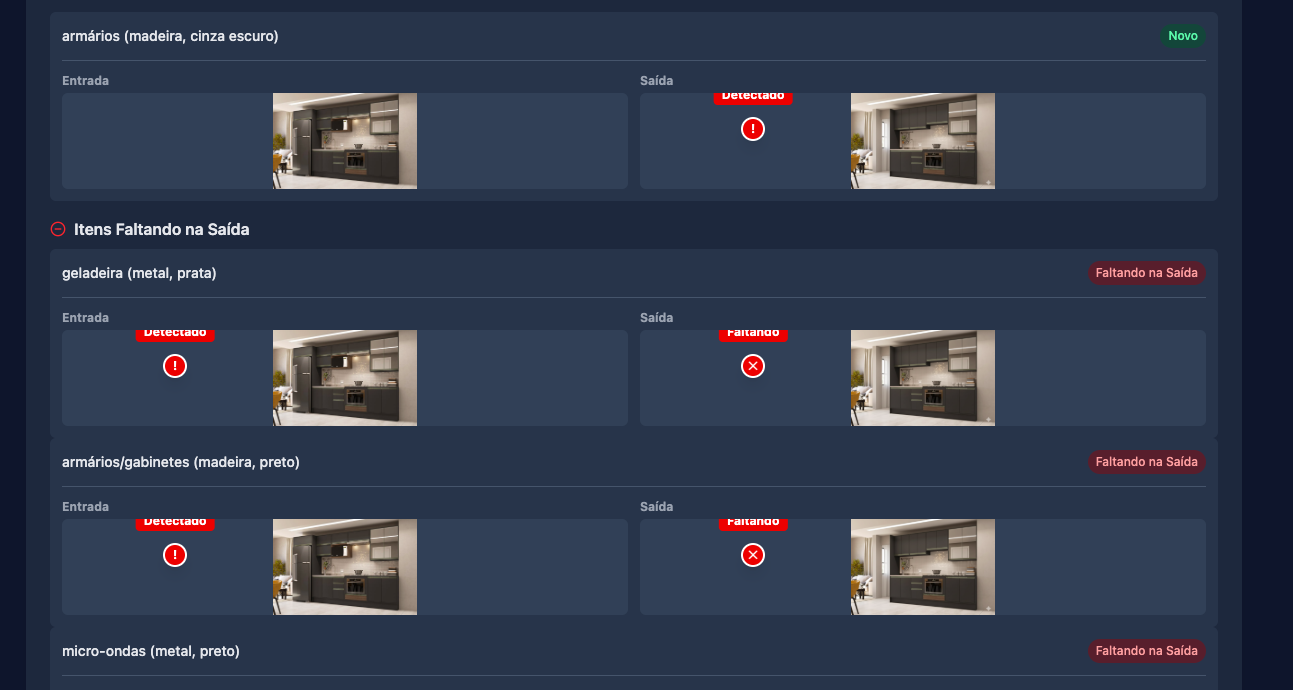 armários (madeira, cinza escuro)
Novo
Entrada
Saída
Detectado
!
Itens Faltando na Saída
geladeira (metal, prata)
Faltando na Saída
Entrada
Saída
Detectado
Faltando
!
armários/gabinetes (madeira, preto)
Faltando na Saída
Entrada
Saída
Detectado
Faltando
!
micro-ondas (metal, preto)
Faltando na Saída